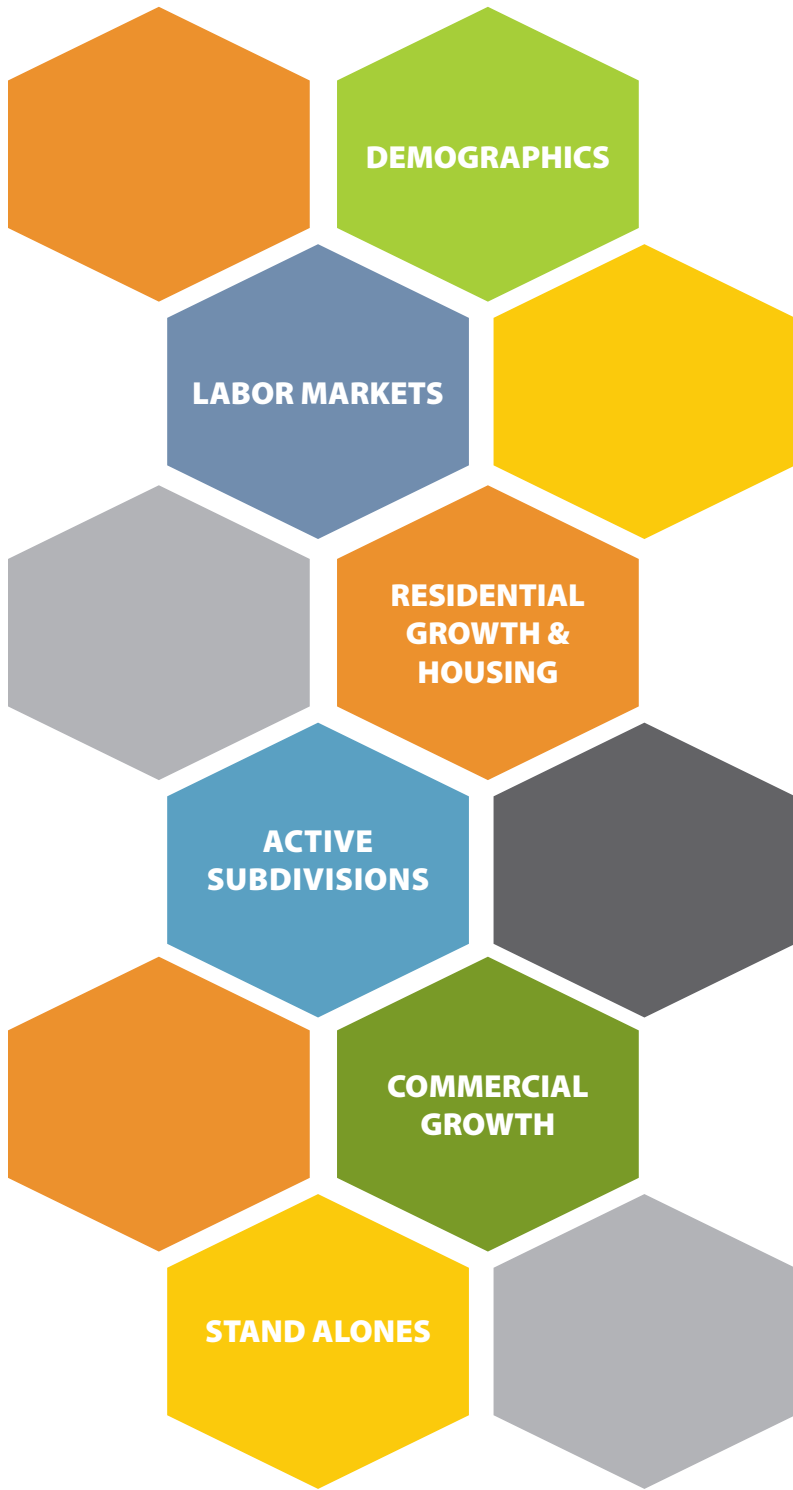 DEMOGRAPHICS
LABOR MARKETS
RESIDENTIAL
GROWTH &
HOUSING
ACTIVE
SUBDIVISIONS
COMMERCIAL
GROWTH
STAND ALONES